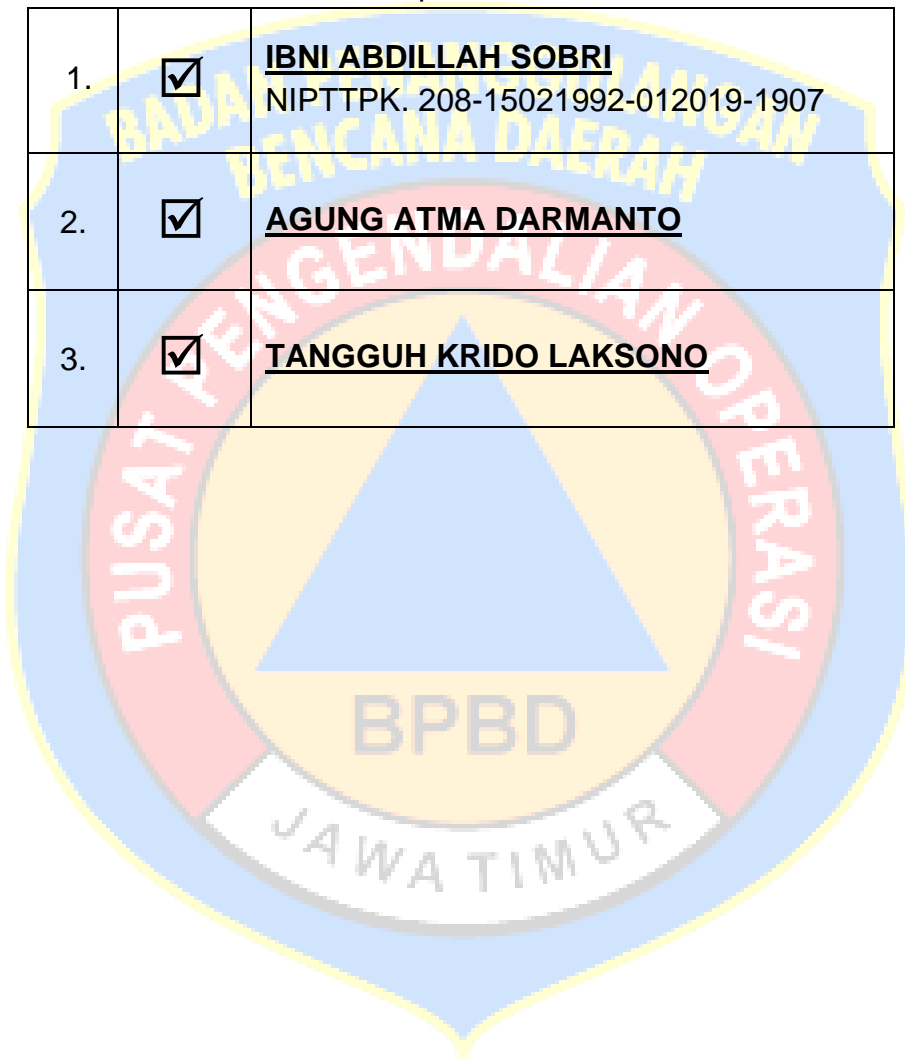 1. ☑ IBNI ABDILLAH SOBRI
NIPTTPK. 208-15021992-012019-1907
2. ☑ AGUNG ATMA DARMANTO
3. ☑ TANGGUH KRIDO LAKSONO
BADAN PENANGGULANGAN
BENCANA DAERAH
PUSAT PENGENDALIAN OPERASI
BPBD
JAWA TIMUR